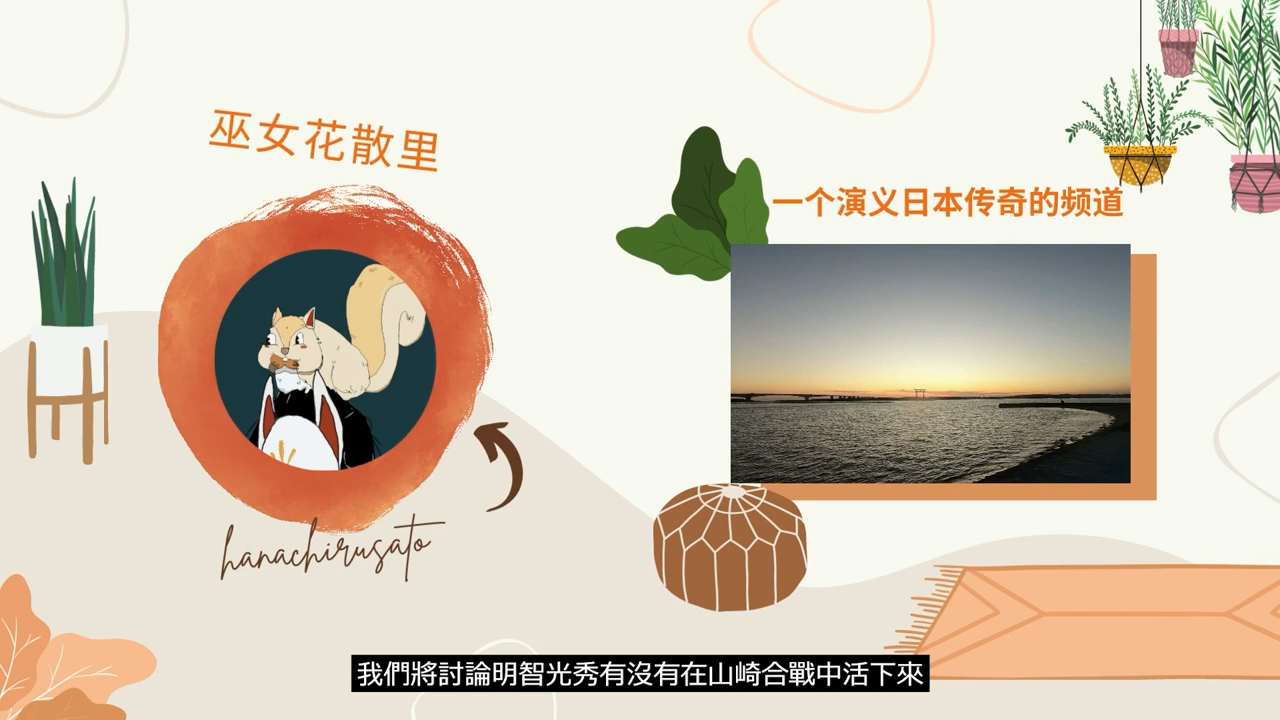 巫女花散里
一个演义日本传奇的频道
hanachirusato
我們將討論明智光秀有沒有在山崎合戰中活下來